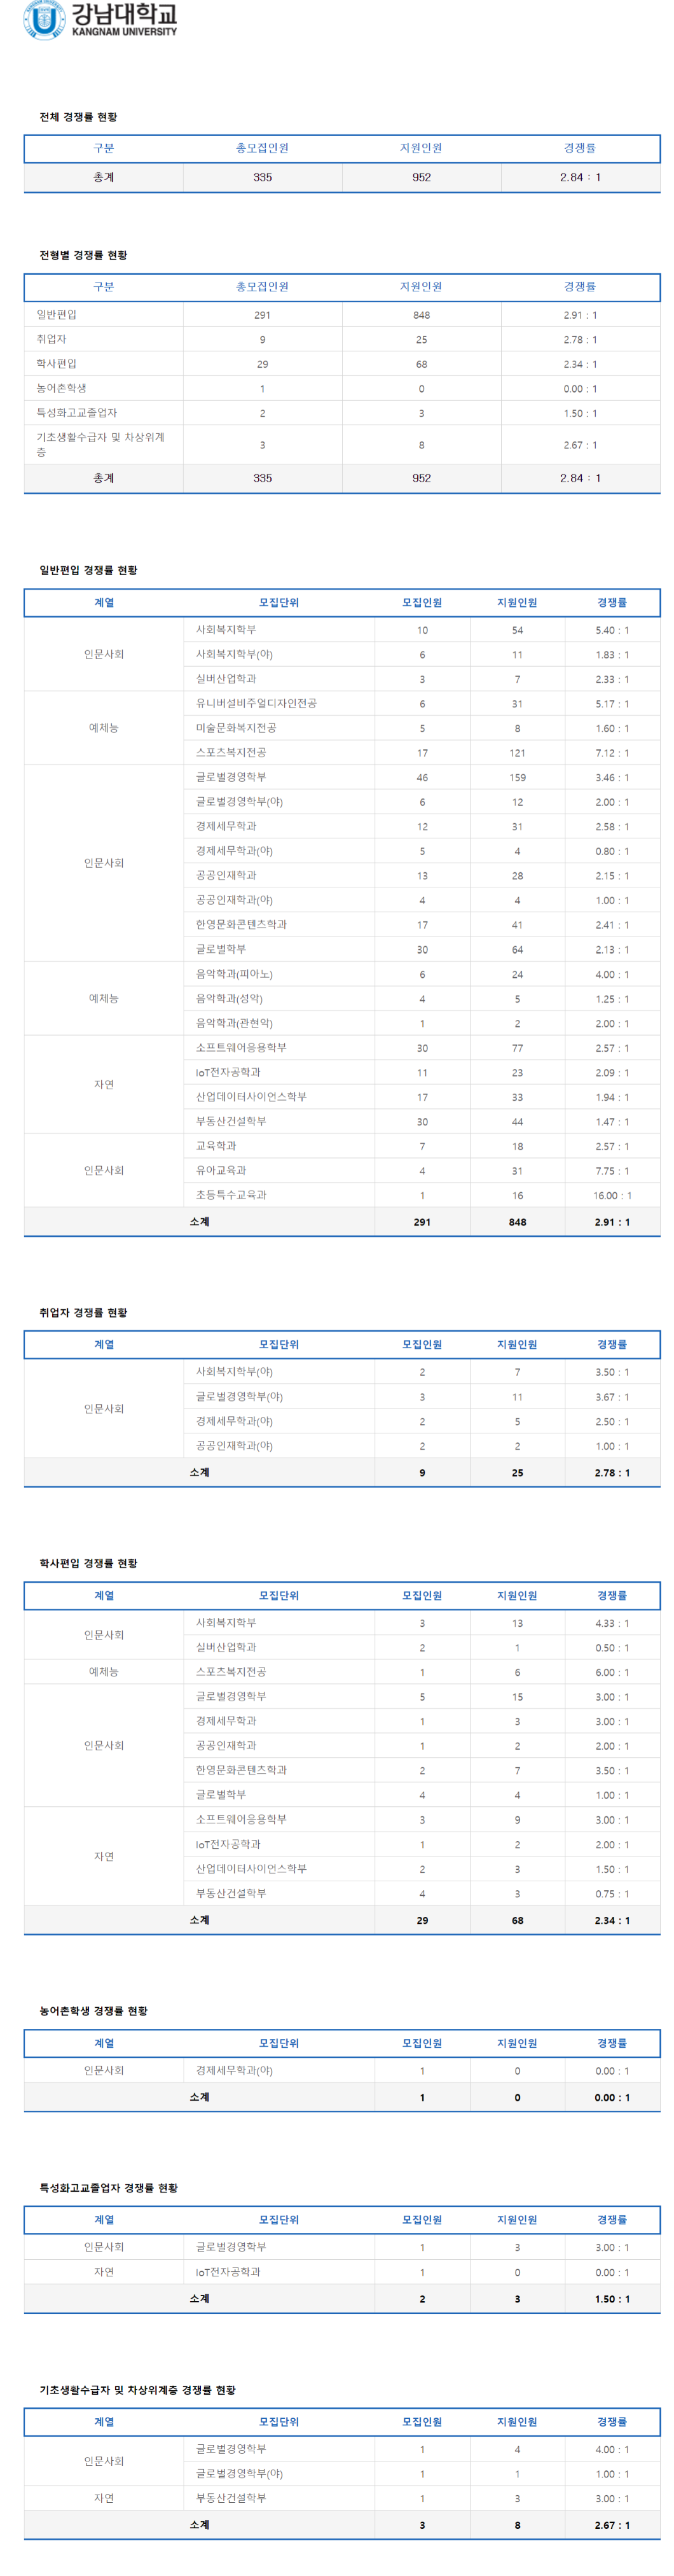 강남대학교
KANGNAM UNIVERSITY
전체 경쟁률 현황
구분 총모집인원 지원인원 경쟁률
총계 335 952 2.84 : 1
전형별 경쟁률 현황
구분 총모집인원 지원인원 경쟁률
일반편입 291 848 2.91 : 1
취업자 9 25 2.78 : 1
학사편입 29 68 2.34 : 1
농어촌학생 1 0 0.00 : 1
특성화고교졸업자 2 3 1.50 : 1
기초생활수급자 및 차상위계
층 3 8 2.67 : 1
총계 335 952 2.84 : 1
일반편입 경쟁률 현황
계열 모집단위 모집인원 지원인원 경쟁률
사회복지학부 10 54 5.40 : 1
인문사회 사회복지학부(야) 6 11 1.83 : 1
실버산업학과 3 7 2.33 : 1
유니버설비주얼디자인전공 6 31 5.17 : 1
예체능 미술문화복지전공 5 8 1.60 : 1
스포츠복지전공 17 121 7.12 : 1
글로벌경영학부 46 159 3.46 : 1
글로벌경영학부(야) 6 12 2.00 : 1
경제세무학과 12 31 2.58 : 1
경제세무학과(야) 5 4 0.80 : 1
인문사회
공공인재학과 13 28 2.15 : 1
공공인재학과(야) 4 4 1.00 : 1
한영문화콘텐츠학과 17 41 2.41 : 1
글로벌학부 30 64 2.13 : 1
음악학과(피아노) 6 24 4.00 : 1
예체능 음악학과(성악) 4 5 1.25 : 1
음악학과(관현악) 1 2 2.00 : 1
소프트웨어응용학부 30 77 2.57 : 1
IoT전자공학과 11 23 2.09 : 1
자연
산업데이터사이언스학부 17 33 1.94 : 1
부동산건설학부 30 44 1.47 : 1
교육학과 7 18 2.57 : 1
인문사회 유아교육과 4 31 7.75 : 1
초등특수교육과 1 16 16.00 : 1
소계 291 848 2.91 : 1
취업자 경쟁률 현황
계열 모집단위 모집인원 지원인원 경쟁률
사회복지학부(야) 2 7 3.50 : 1
글로벌경영학부(야) 3 11 3.67 : 1
인문사회
경제세무학과(야) 2 5 2.50 : 1
공공인재학과(야) 2 2 1.00 : 1
소계 9 25 2.78 : 1
학사편입 경쟁률 현황
계열 모집단위 모집인원 지원인원 경쟁률
사회복지학부 3 13 4.33 : 1
인문사회
실버산업학과 2 1 0.50 : 1
예체능 스포츠복지전공 1 6 6.00 : 1
글로벌경영학부 5 15 3.00 : 1
경제세무학과 1 3 3.00 : 1
인문사회 공공인재학과 1 2 2.00 : 1
한영문화콘텐츠학과 2 7 3.50 : 1
글로벌학부 4 4 1.00 : 1
소프트웨어응용학부 3 9 3.00 : 1
IoT전자공학과 1 2 2.00 : 1
자연
산업데이터사이언스학부 2 3 1.50 : 1
부동산건설학부 4 3 0.75 : 1
소계 29 68 2.34 : 1
농어촌학생 경쟁률 현황
계열 모집단위 모집인원 지원인원 경쟁률
인문사회 경제세무학과(야) 1 0 0.00 : 1
소계 1 0 0.00 : 1
특성화고교졸업자 경쟁률 현황
계열 모집단위 모집인원 지원인원 경쟁률
인문사회 글로벌경영학부 1 3 3.00 : 1
자연 IoT전자공학과 1 0 0.00 : 1
소계 2 3 1.50 : 1
기초생활수급자 및 차상위계층 경쟁률 현황
계열 모집단위 모집인원 지원인원 경쟁률
글로벌경영학부 1 4 4.00 : 1
인문사회
글로벌경영학부(야) 1 1 1.00 : 1
자연 부동산건설학부 1 3 3.00 : 1
소계 3 8 2.67 : 1